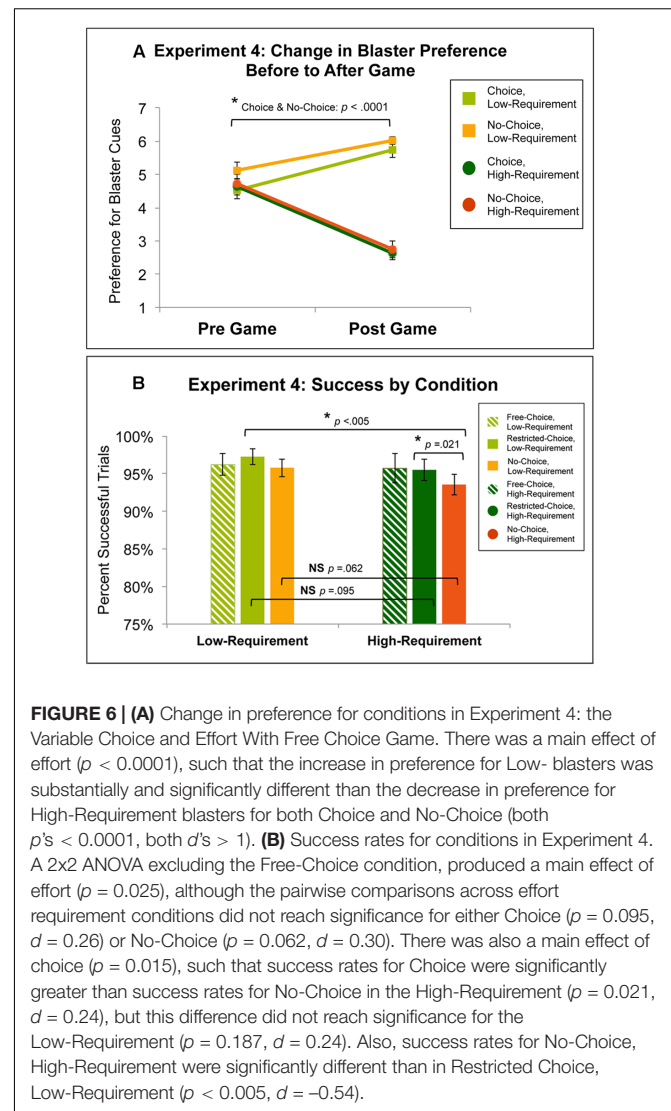 A Experiment 4: Change in Blaster Preference
Before to After Game
* Choice & No-Choice: p < .0001
Preference for Blaster Cues
7
6
5
4
3
2
1
Pre Game Post Game
Choice,
Low-Requirement
No-Choice,
Low-Requirement
Choice,
High-Requirement
No-Choice,
High-Requirement
B Experiment 4: Success by Condition
* p <.005
* p =.021
NS p =.062
NS p =.095
Percent Successful Trials
100%
95%
90%
85%
80%
75%
Low-Requirement High-Requirement
Free-Choice,
Low-Requirement
Restricted-Choice,
Low-Requirement
No-Choice,
Low-Requirement
Free-Choice,
High-Requirement
Restricted-Choice,
High-Requirement
No-Choice,
High-Requirement
FIGURE 6 | (A) Change in preference for conditions in Experiment 4: the
Variable Choice and Effort With Free Choice Game. There was a main effect of
effort (p < 0.0001), such that the increase in preference for Low- blasters was
substantially and significantly different than the decrease in preference for
High-Requirement blasters for both Choice and No-Choice (both
p's < 0.0001, both d's > 1). (B) Success rates for conditions in Experiment 4.
A 2x2 ANOVA excluding the Free-Choice condition, produced a main effect of
effort (p = 0.025), although the pairwise comparisons across effort
requirement conditions did not reach significance for either Choice (p = 0.095,
d = 0.26) or No-Choice (p = 0.062, d = 0.30). There was also a main effect of
choice (p = 0.015), such that success rates for Choice were significantly
greater than success rates for No-Choice in the High-Requirement (p = 0.021,
d = 0.24), but this difference did not reach significance for the
Low-Requirement (p = 0.187, d = 0.24). Also, success rates for No-Choice,
High-Requirement were significantly different than in Restricted Choice,
Low-Requirement (p < 0.005, d = –0.54).